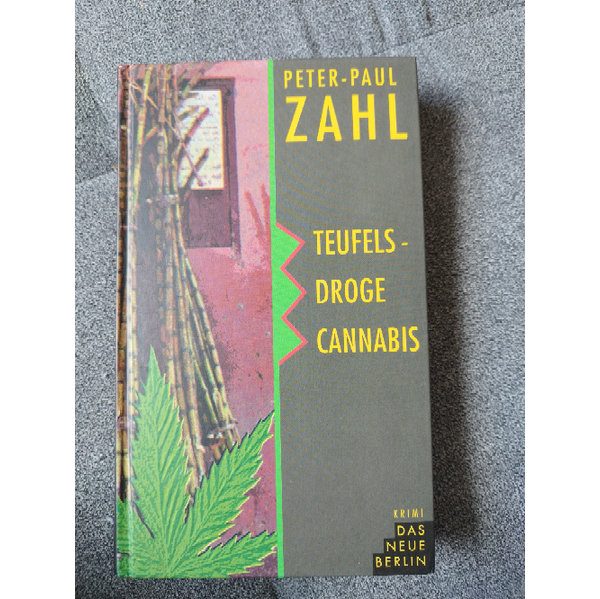 PETER-PAUL
ZAHL
TEUFELS-
DROGE
CANNABIS
KRIMI
DAS
NEUE
BERLIN